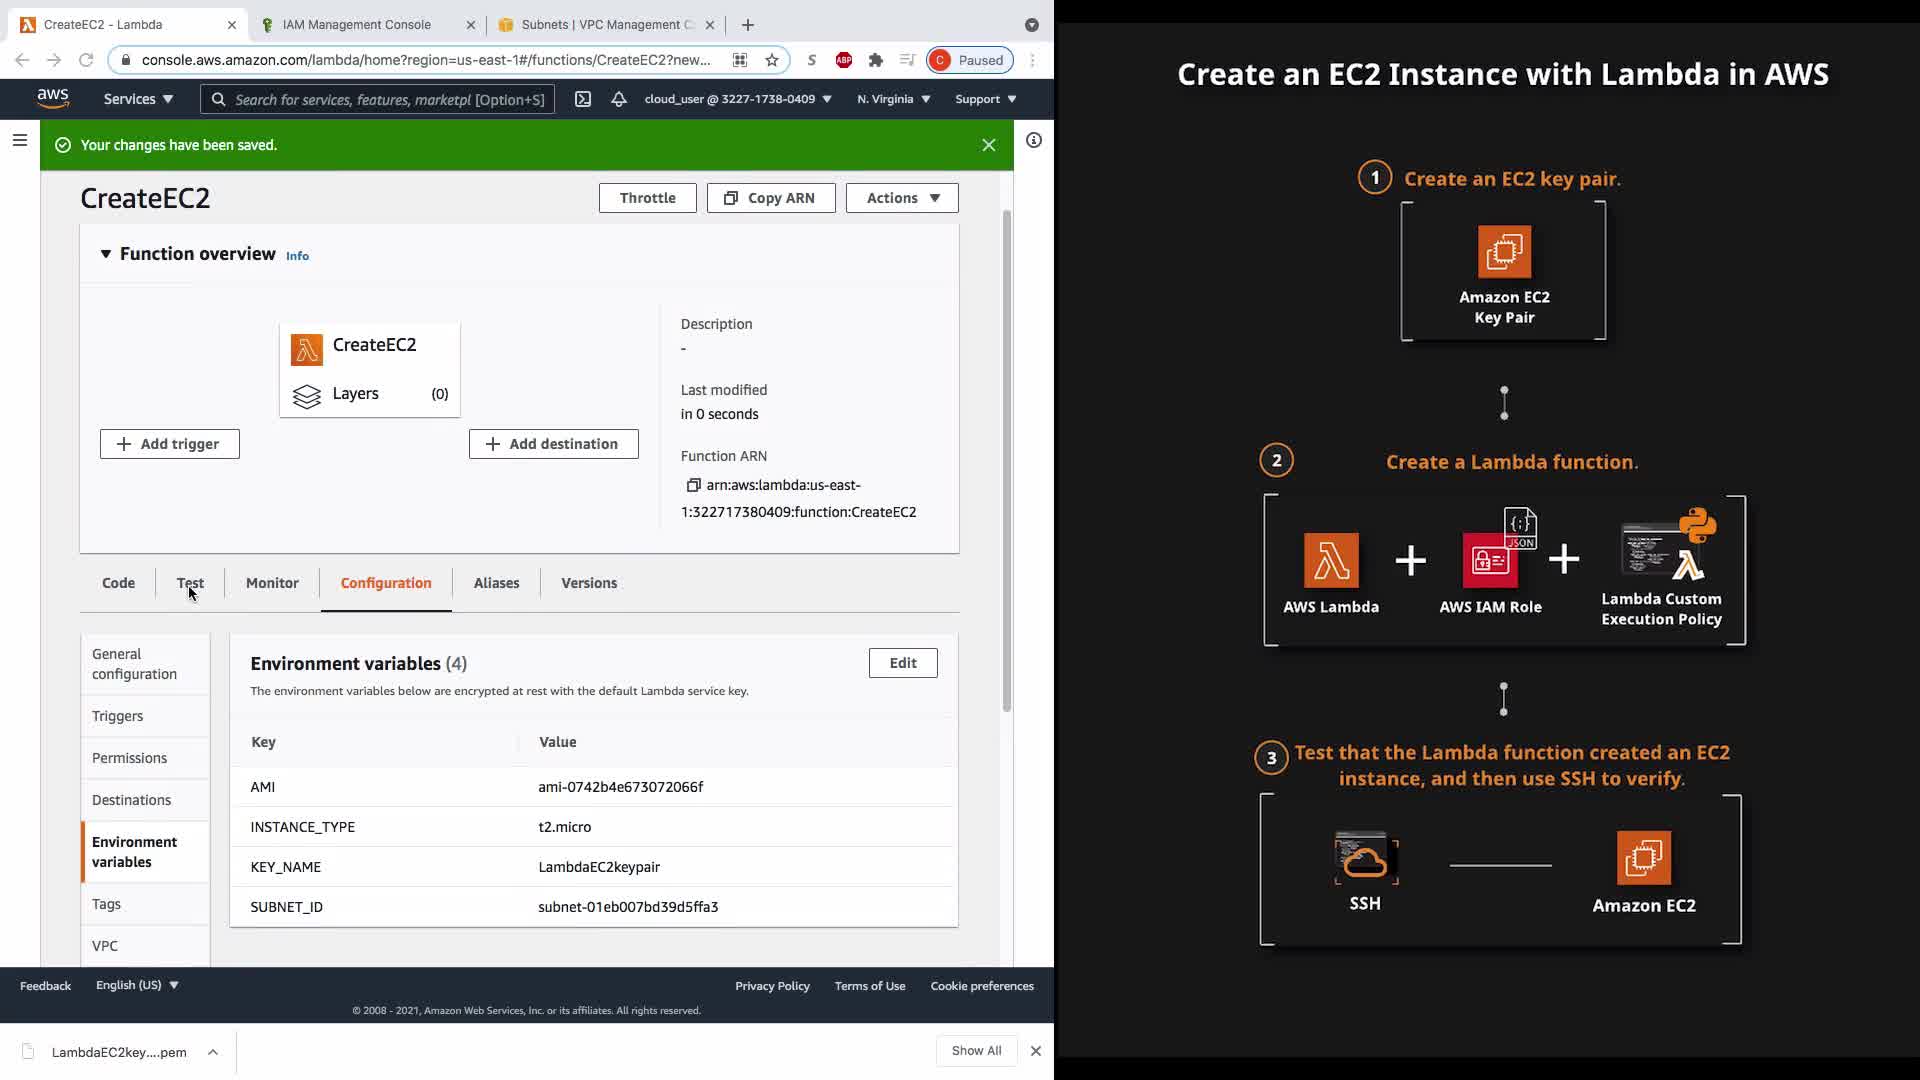 CreateEC2 - Lambda
IAM Management Console
Subnets | VPC Management C
console.aws.amazon.com/lambda/home?region=us-east-1#/functions/CreateEC2?new...
S
ABP
C Paused
aws
Services
Search for services, features, marketpl [Option+S]
cloud_user @ 3227-1738-0409
N. Virginia
Support
Your changes have been saved.
CreateEC2
Throttle
Copy ARN
Actions
Function overview Info
CreateEC2
Layers (0)
+ Add trigger
+ Add destination
Description
-
Last modified
in 0 seconds
Function ARN
arn:aws:lambda:us-east-
1:322717380409:function:CreateEC2
Code
Test
Monitor
Configuration
Aliases
Versions
General
configuration
Triggers
Permissions
Destinations
Environment
variables
Tags
VPC
Environment variables (4)
Edit
The environment variables below are encrypted at rest with the default Lambda service key.
Key Value
AMI ami-0742b4e673072066f
INSTANCE_TYPE t2.micro
KEY_NAME LambdaEC2keypair
SUBNET_ID subnet-01eb007bd39d5ffa3
Feedback
English (US)
Privacy Policy
Terms of Use
Cookie preferences
© 2008 - 2021, Amazon Web Services, Inc. or its affiliates. All rights reserved.
LambdaEC2key....pem
Show All
Create an EC2 Instance with Lambda in AWS
1 Create an EC2 key pair.
Amazon EC2
Key Pair
2 Create a Lambda function.
{;}
JSON
AWS Lambda
+
AWS IAM Role
+
Lambda Custom
Execution Policy
3 Test that the Lambda function created an EC2
instance, and then use SSH to verify.
SSH
Amazon EC2